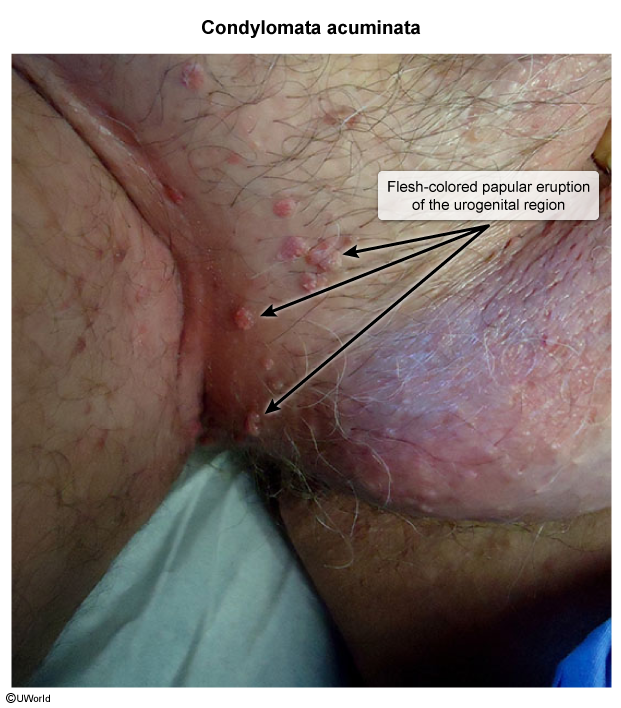 Condylomata acuminata
Flesh-colored papular eruption
of the urogenital region
©UWorld